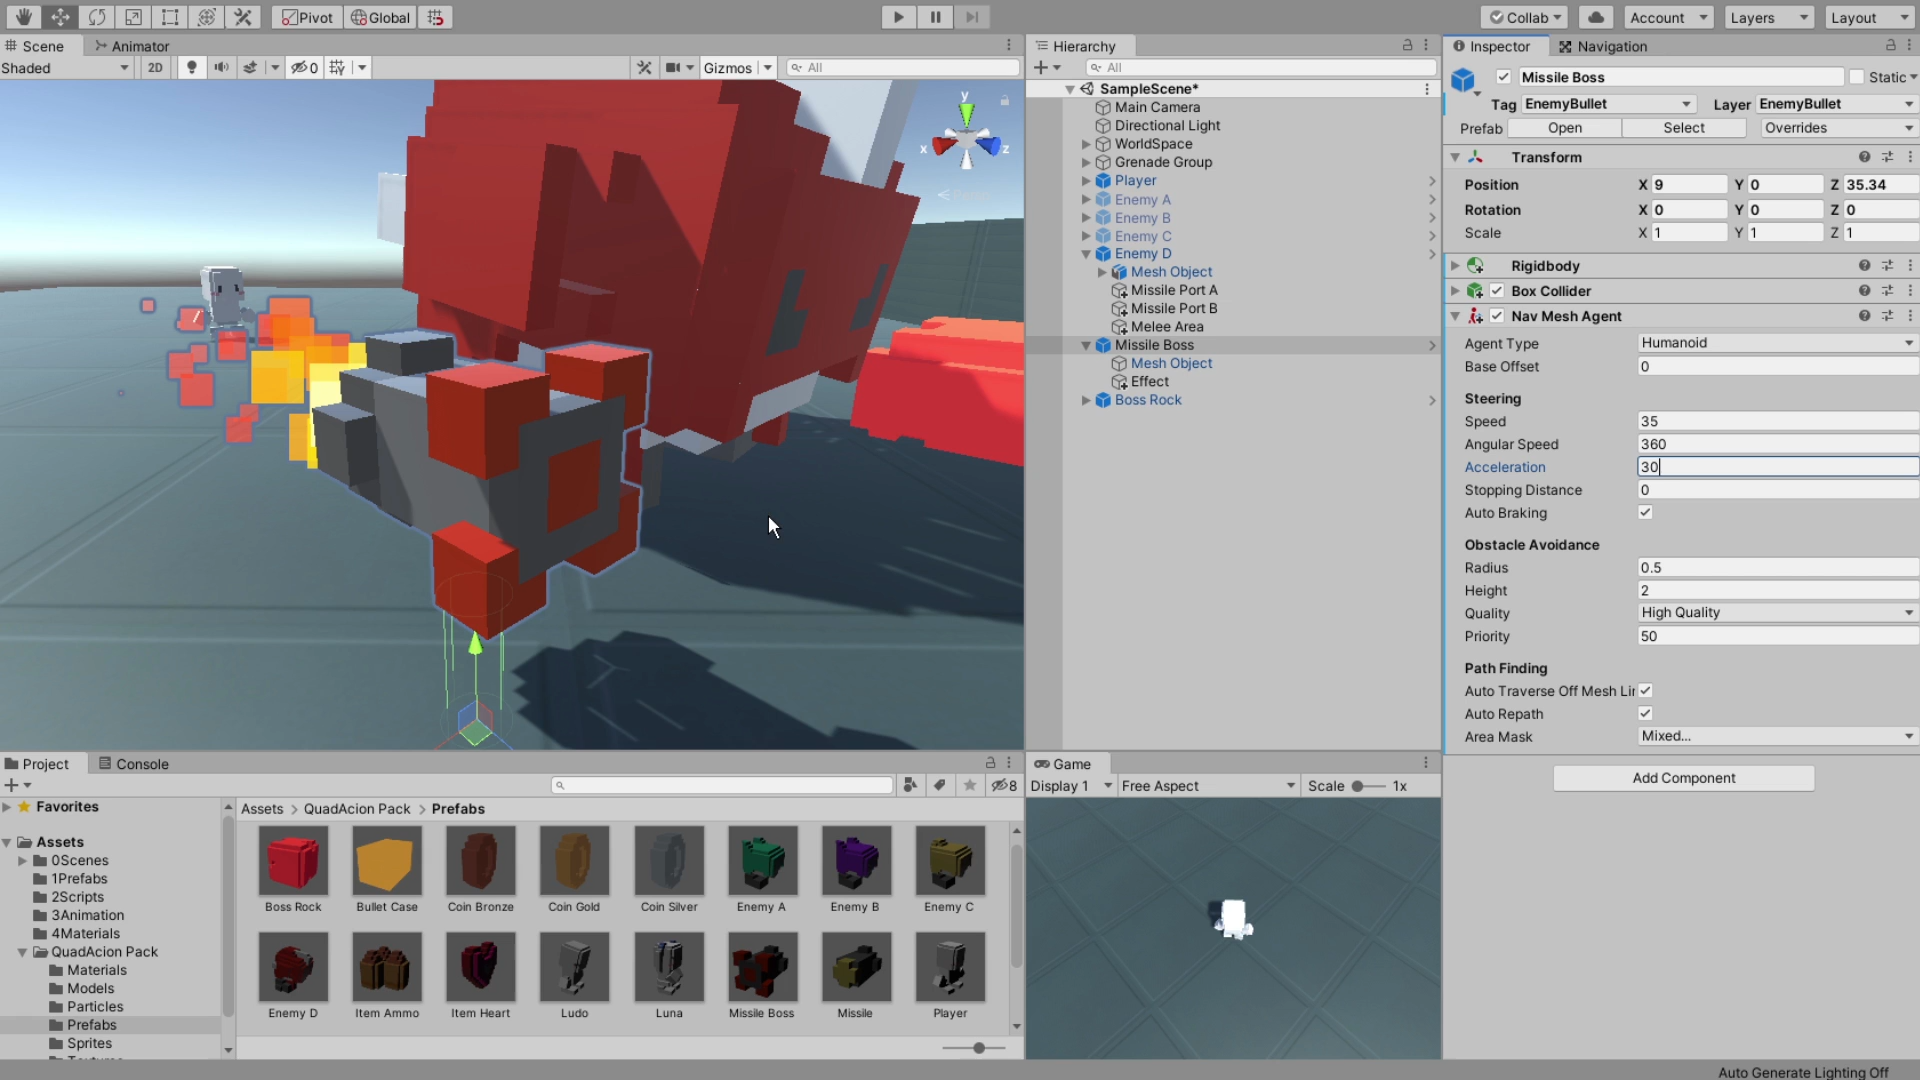 Pivot
Global
Collab
Account
Layers
Layout
Scene
Animator
Shaded
2D
0
Gizmos
All
y
x
z
Hierarchy
All
SampleScene*
Main Camera
Directional Light
WorldSpace
Grenade Group
Player
Enemy A
Enemy B
Enemy C
Enemy D
Mesh Object
Missile Port A
Missile Port B
Melee Area
Missile Boss
Mesh Object
Effect
Boss Rock
Inspector
Navigation
Missile Boss
Static
Tag EnemyBullet Layer EnemyBullet
Prefab Open Select Overrides
Transform
Position X 9 Y 0 Z 35.34
Rotation X 0 Y 0 Z 0
Scale X 1 Y 1 Z 1
Rigidbody
Box Collider
Nav Mesh Agent
Agent Type Humanoid
Base Offset 0
Steering
Speed 35
Angular Speed 360
Acceleration 30
Stopping Distance 0
Auto Braking
Obstacle Avoidance
Radius 0.5
Height 2
Quality High Quality
Priority 50
Path Finding
Auto Traverse Off Mesh Lir
Auto Repath
Area Mask Mixed...
Add Component
Project
Console
8
Favorites
Assets
0Scenes
1Prefabs
2Scripts
3Animation
4Materials
QuadAcion Pack
Materials
Models
Particles
Prefabs
Sprites
Assets > QuadAcion Pack > Prefabs
Boss Rock
Bullet Case
Coin Bronze
Coin Gold
Coin Silver
Enemy A
Enemy B
Enemy C
Enemy D
Item Ammo
Item Heart
Ludo
Luna
Missile Boss
Missile
Player
Game
Display 1
Free Aspect
Scale
1x
Auto Generate Lighting Off